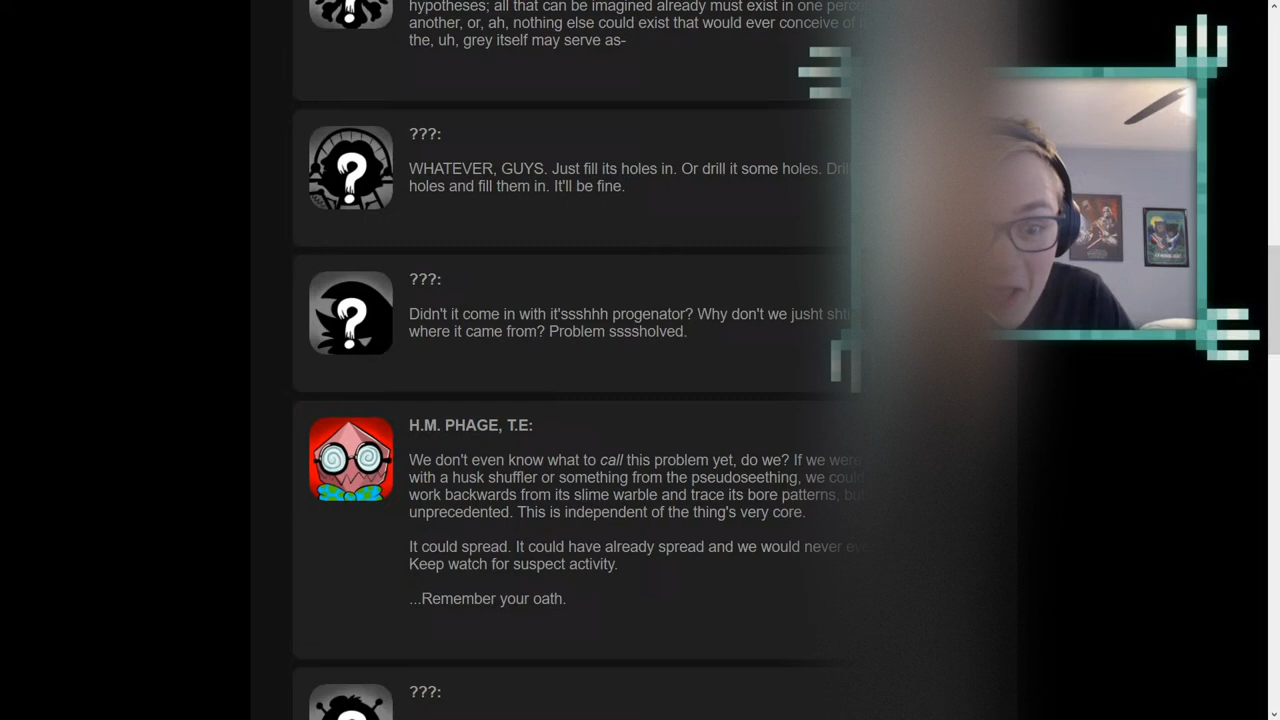 hypotheses; all that can be imagined already must exist in one
another, or, ah, nothing else could exist that would ever conceive of
the, uh, grey itself may serve as-
???:
WHATEVER, GUYS. Just fill its holes in. Or drill it some holes.
holes and fill them in. It'll be fine.
???:
Didn't it come in with it'ssshhh progenator? Why don't we jusht
where it came from? Problem ssssholved.
H.M. PHAGE, T.E:
We don't even know what to call this problem yet, do we? If we were
with a husk shuffler or something from the pseudoseething, we could
work backwards from its slime warble and trace its bore patterns,
unprecedented. This is independent of the thing's very core.
It could spread. It could have already spread and we would never
Keep watch for suspect activity.
...Remember your oath.
???: